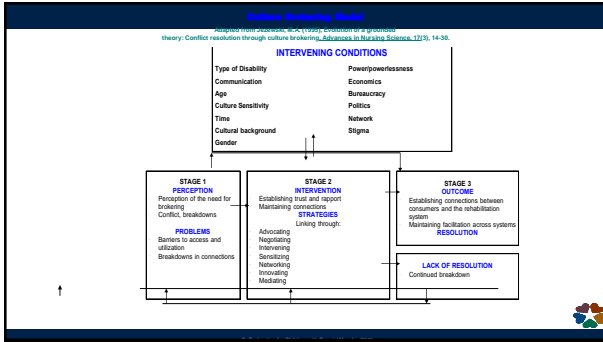 Culture Brokering Model
Adapted from Jezewski, M.A. (1995), Evolution of a grounded
theory: Conflict resolution through culture brokering, Advances in Nursing Science, 17(3), 14-30.
INTERVENING CONDITIONS
Type of Disability
Communication
Age
Culture Sensitivity
Time
Cultural background
Gender
Power/powerlessness
Economics
Bureaucracy
Politics
Network
Stigma
STAGE 1
PERCEPTION
Perception of the need for
brokering
Conflict, breakdowns
PROBLEMS
Barriers to access and
utilization
Breakdowns in connections
STAGE 2
INTERVENTION
Establishing trust and rapport
Maintaining connections
STRATEGIES
Linking through:
Advocating
Negotiating
Intervening
Sensitizing
Networking
Innovating
Mediating
STAGE 3
OUTCOME
Establishing connections between
consumers and the rehabilitation
system
Maintaining facilitation across systems
RESOLUTION
LACK OF RESOLUTION
Continued breakdown